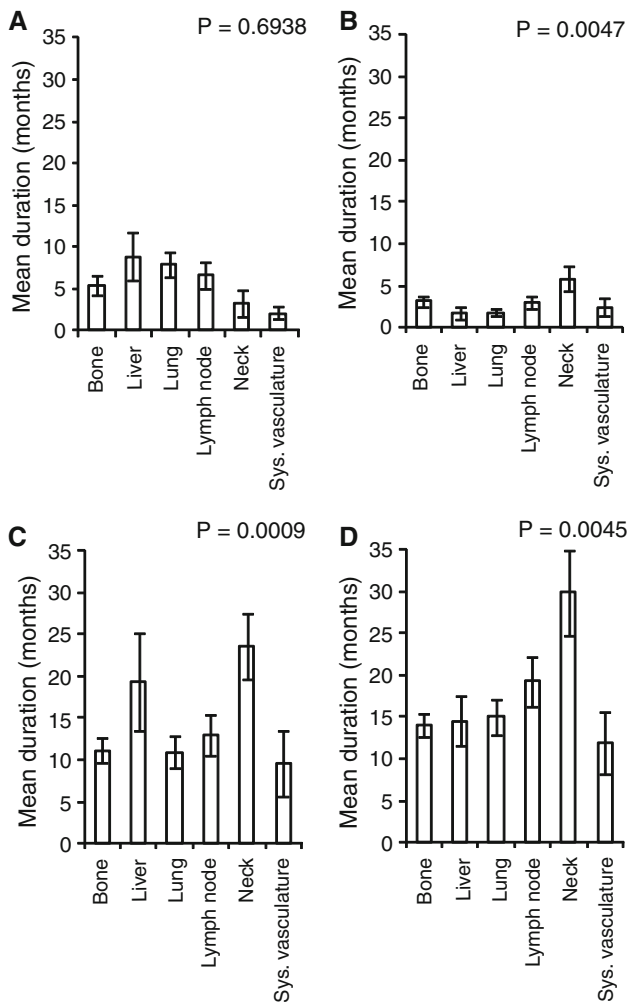 A
P = 0.6938
Mean duration (months)
35
30
25
20
15
10
5
0
Bone
Liver
Lung
Lymph node
Neck
Sys. vasculature
B
P = 0.0047
Mean duration (months)
35
30
25
20
15
10
5
0
Bone
Liver
Lung
Lymph node
Neck
Sys. vasculature
C
P = 0.0009
Mean duration (months)
35
30
25
20
15
10
5
0
Bone
Liver
Lung
Lymph node
Neck
Sys. vasculature
D
P = 0.0045
Mean duration (months)
35
30
25
20
15
10
5
0
Bone
Liver
Lung
Lymph node
Neck
Sys. vasculature